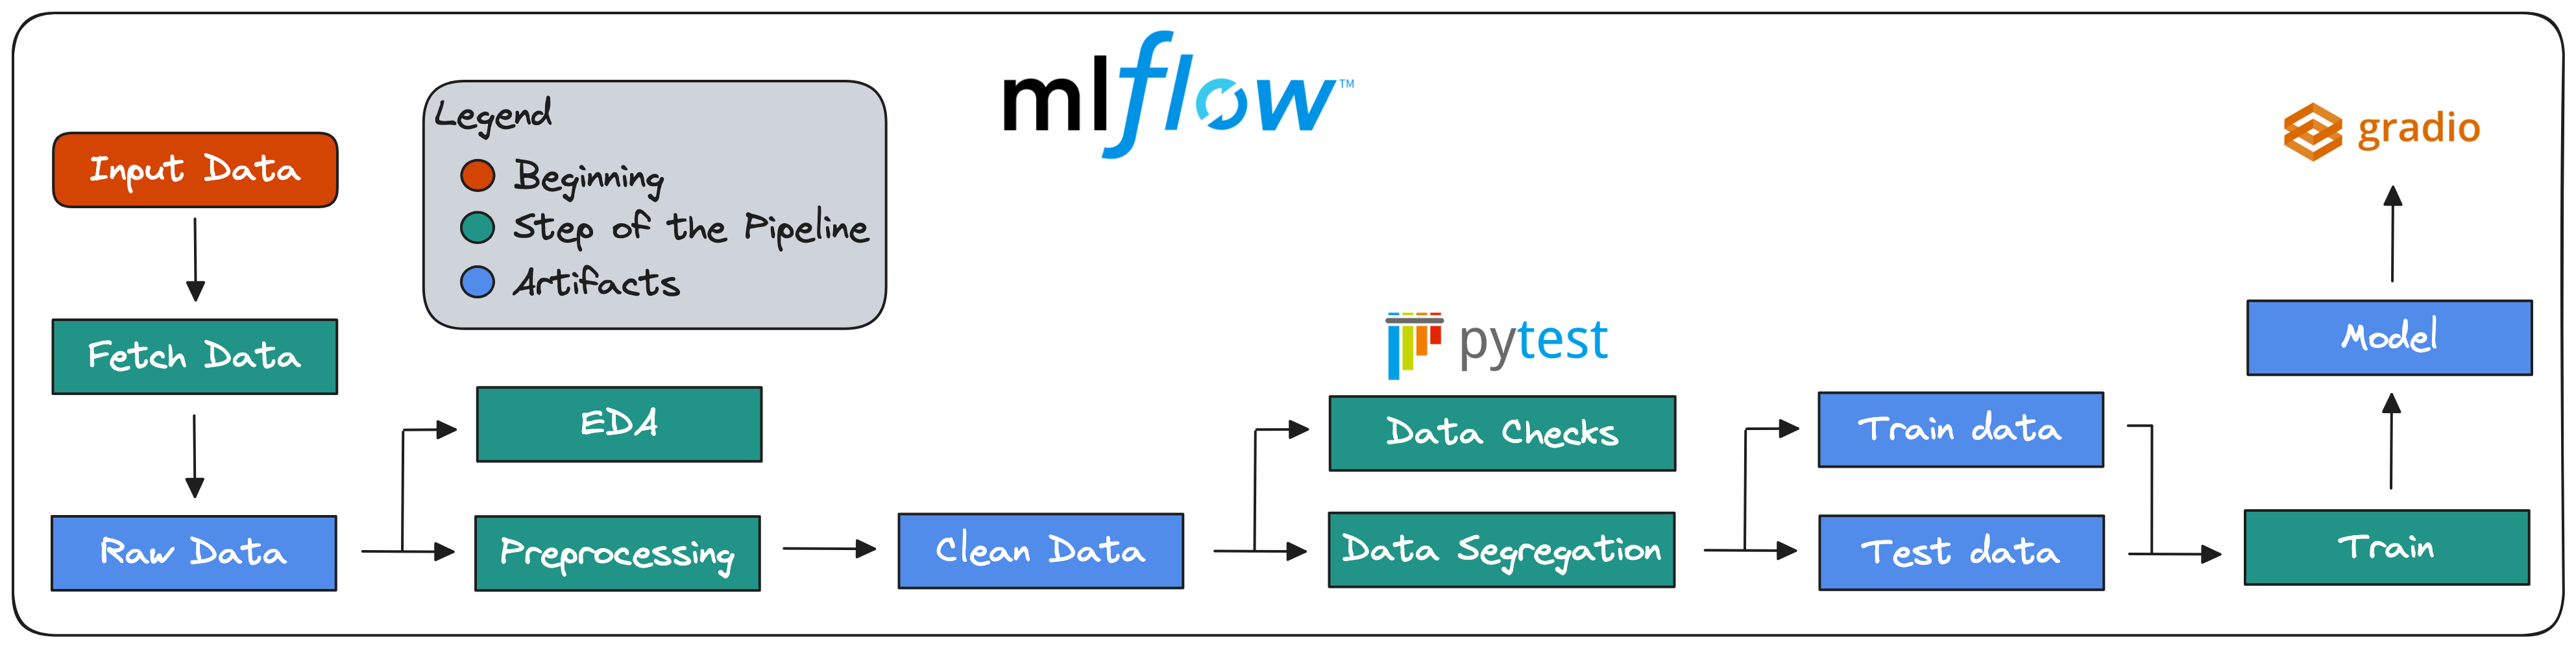 mlflow™
gradio
Legend
Beginning
Step of the Pipeline
Artifacts
Input Data
Fetch Data
Raw Data
EDA
Preprocessing
Clean Data
pytest
Data Checks
Data Segregation
Train data
Test data
Train
Model